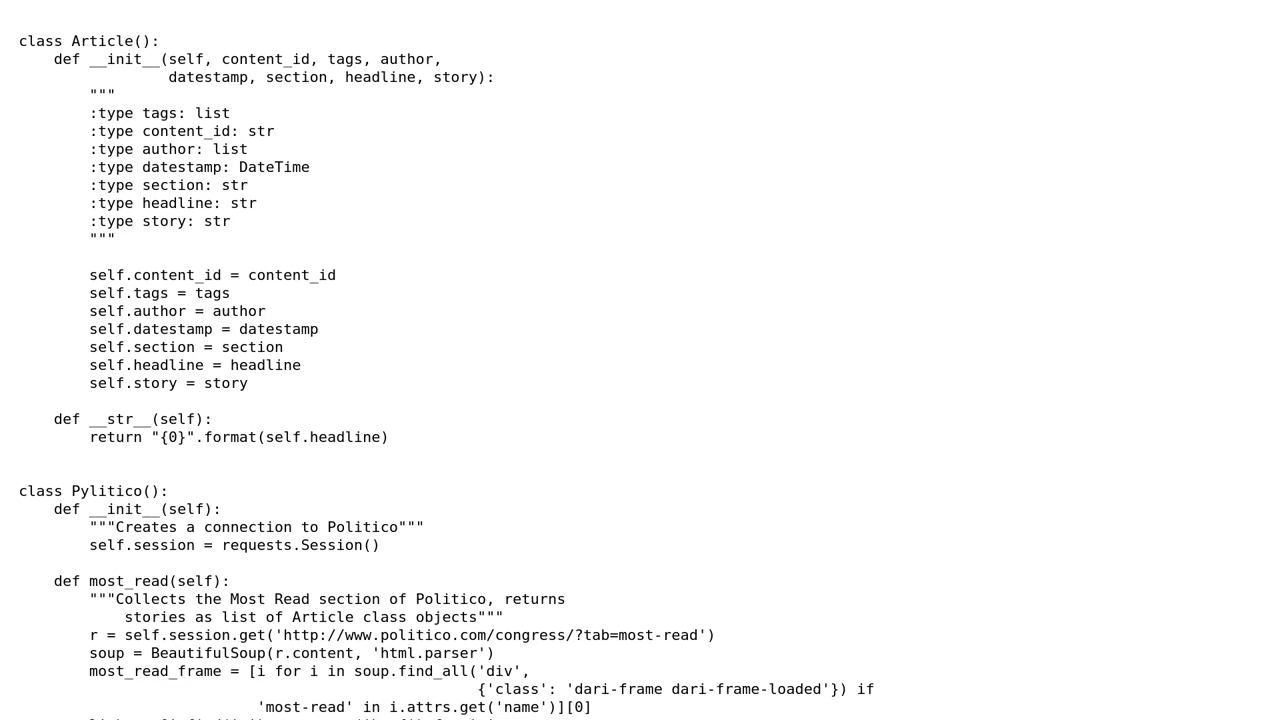 class Article():
    def __init__(self, content_id, tags, author,
                 datestamp, section, headline, story):
        """
        :type tags: list
        :type content_id: str
        :type author: list
        :type datestamp: DateTime
        :type section: str
        :type headline: str
        :type story: str
        """

        self.content_id = content_id
        self.tags = tags
        self.author = author
        self.datestamp = datestamp
        self.section = section
        self.headline = headline
        self.story = story

    def __str__(self):
        return "{0}".format(self.headline)


class Pylitico():
    def __init__(self):
        """Creates a connection to Politico"""
        self.session = requests.Session()

    def most_read(self):
        """Collects the Most Read section of Politico, returns
            stories as list of Article class objects"""
        r = self.session.get('http://www.politico.com/congress/?tab=most-read')
        soup = BeautifulSoup(r.content, 'html.parser')
        most_read_frame = [i for i in soup.find_all('div',
                                                    {'class': 'dari-frame dari-frame-loaded'}) if
                           'most-read' in i.attrs.get('name')][0]